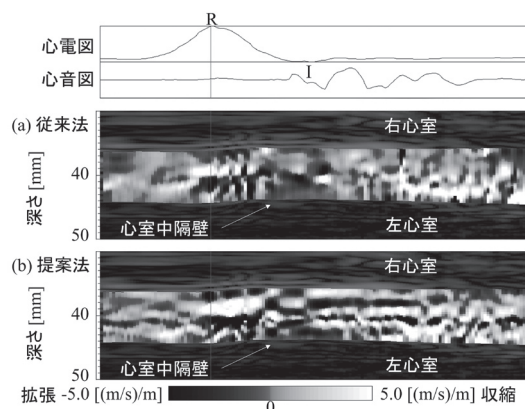 R
心電図
心音図
I
(a) 従来法
右心室
深さ [mm]
40
心室中隔壁
左心室
50
(b) 提案法
右心室
深さ [mm]
40
心室中隔壁
左心室
50
拡張 -5.0 [(m/s)/m] 5.0 [(m/s)/m] 収縮
0